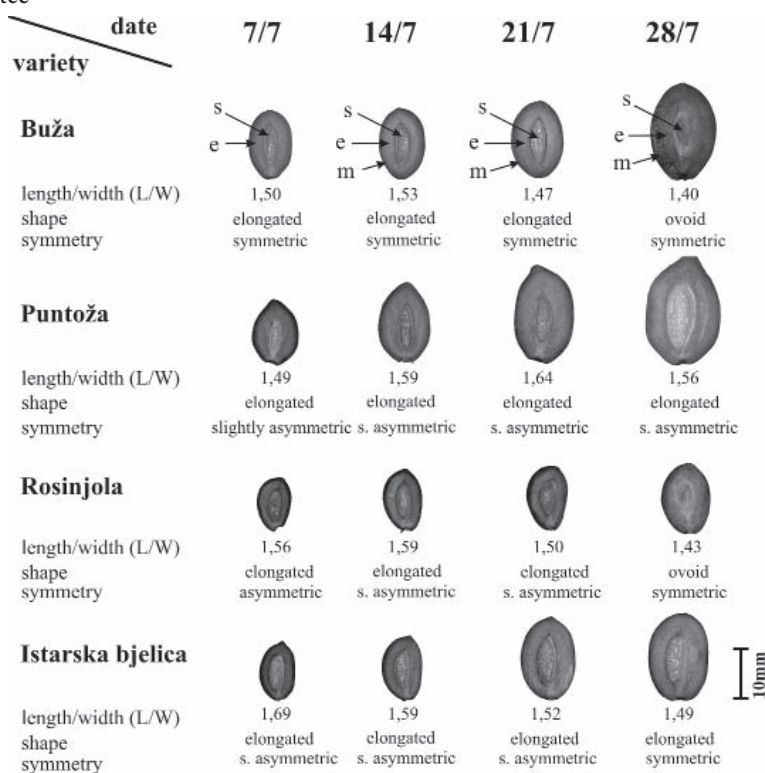 date 7/7 14/7 21/7 28/7
variety
Buža
s s s s
e e e e
m m m
length/width (L/W) 1,50 1,53 1,47 1,40
shape elongated elongated elongated ovoid
symmetry symmetric symmetric symmetric symmetric
Puntoža
length/width (L/W) 1,49 1,59 1,64 1,56
shape elongated elongated elongated elongated
symmetry slightly asymmetric s. asymmetric s. asymmetric s. asymmetric
Rosinjola
length/width (L/W) 1,56 1,59 1,50 1,43
shape elongated elongated elongated ovoid
symmetry asymmetric s. asymmetric s. asymmetric symmetric
Istarska bjelica
10mm
length/width (L/W) 1,69 1,59 1,52 1,49
shape elongated elongated elongated elongated
symmetry s. asymmetric s. asymmetric s. asymmetric symmetric